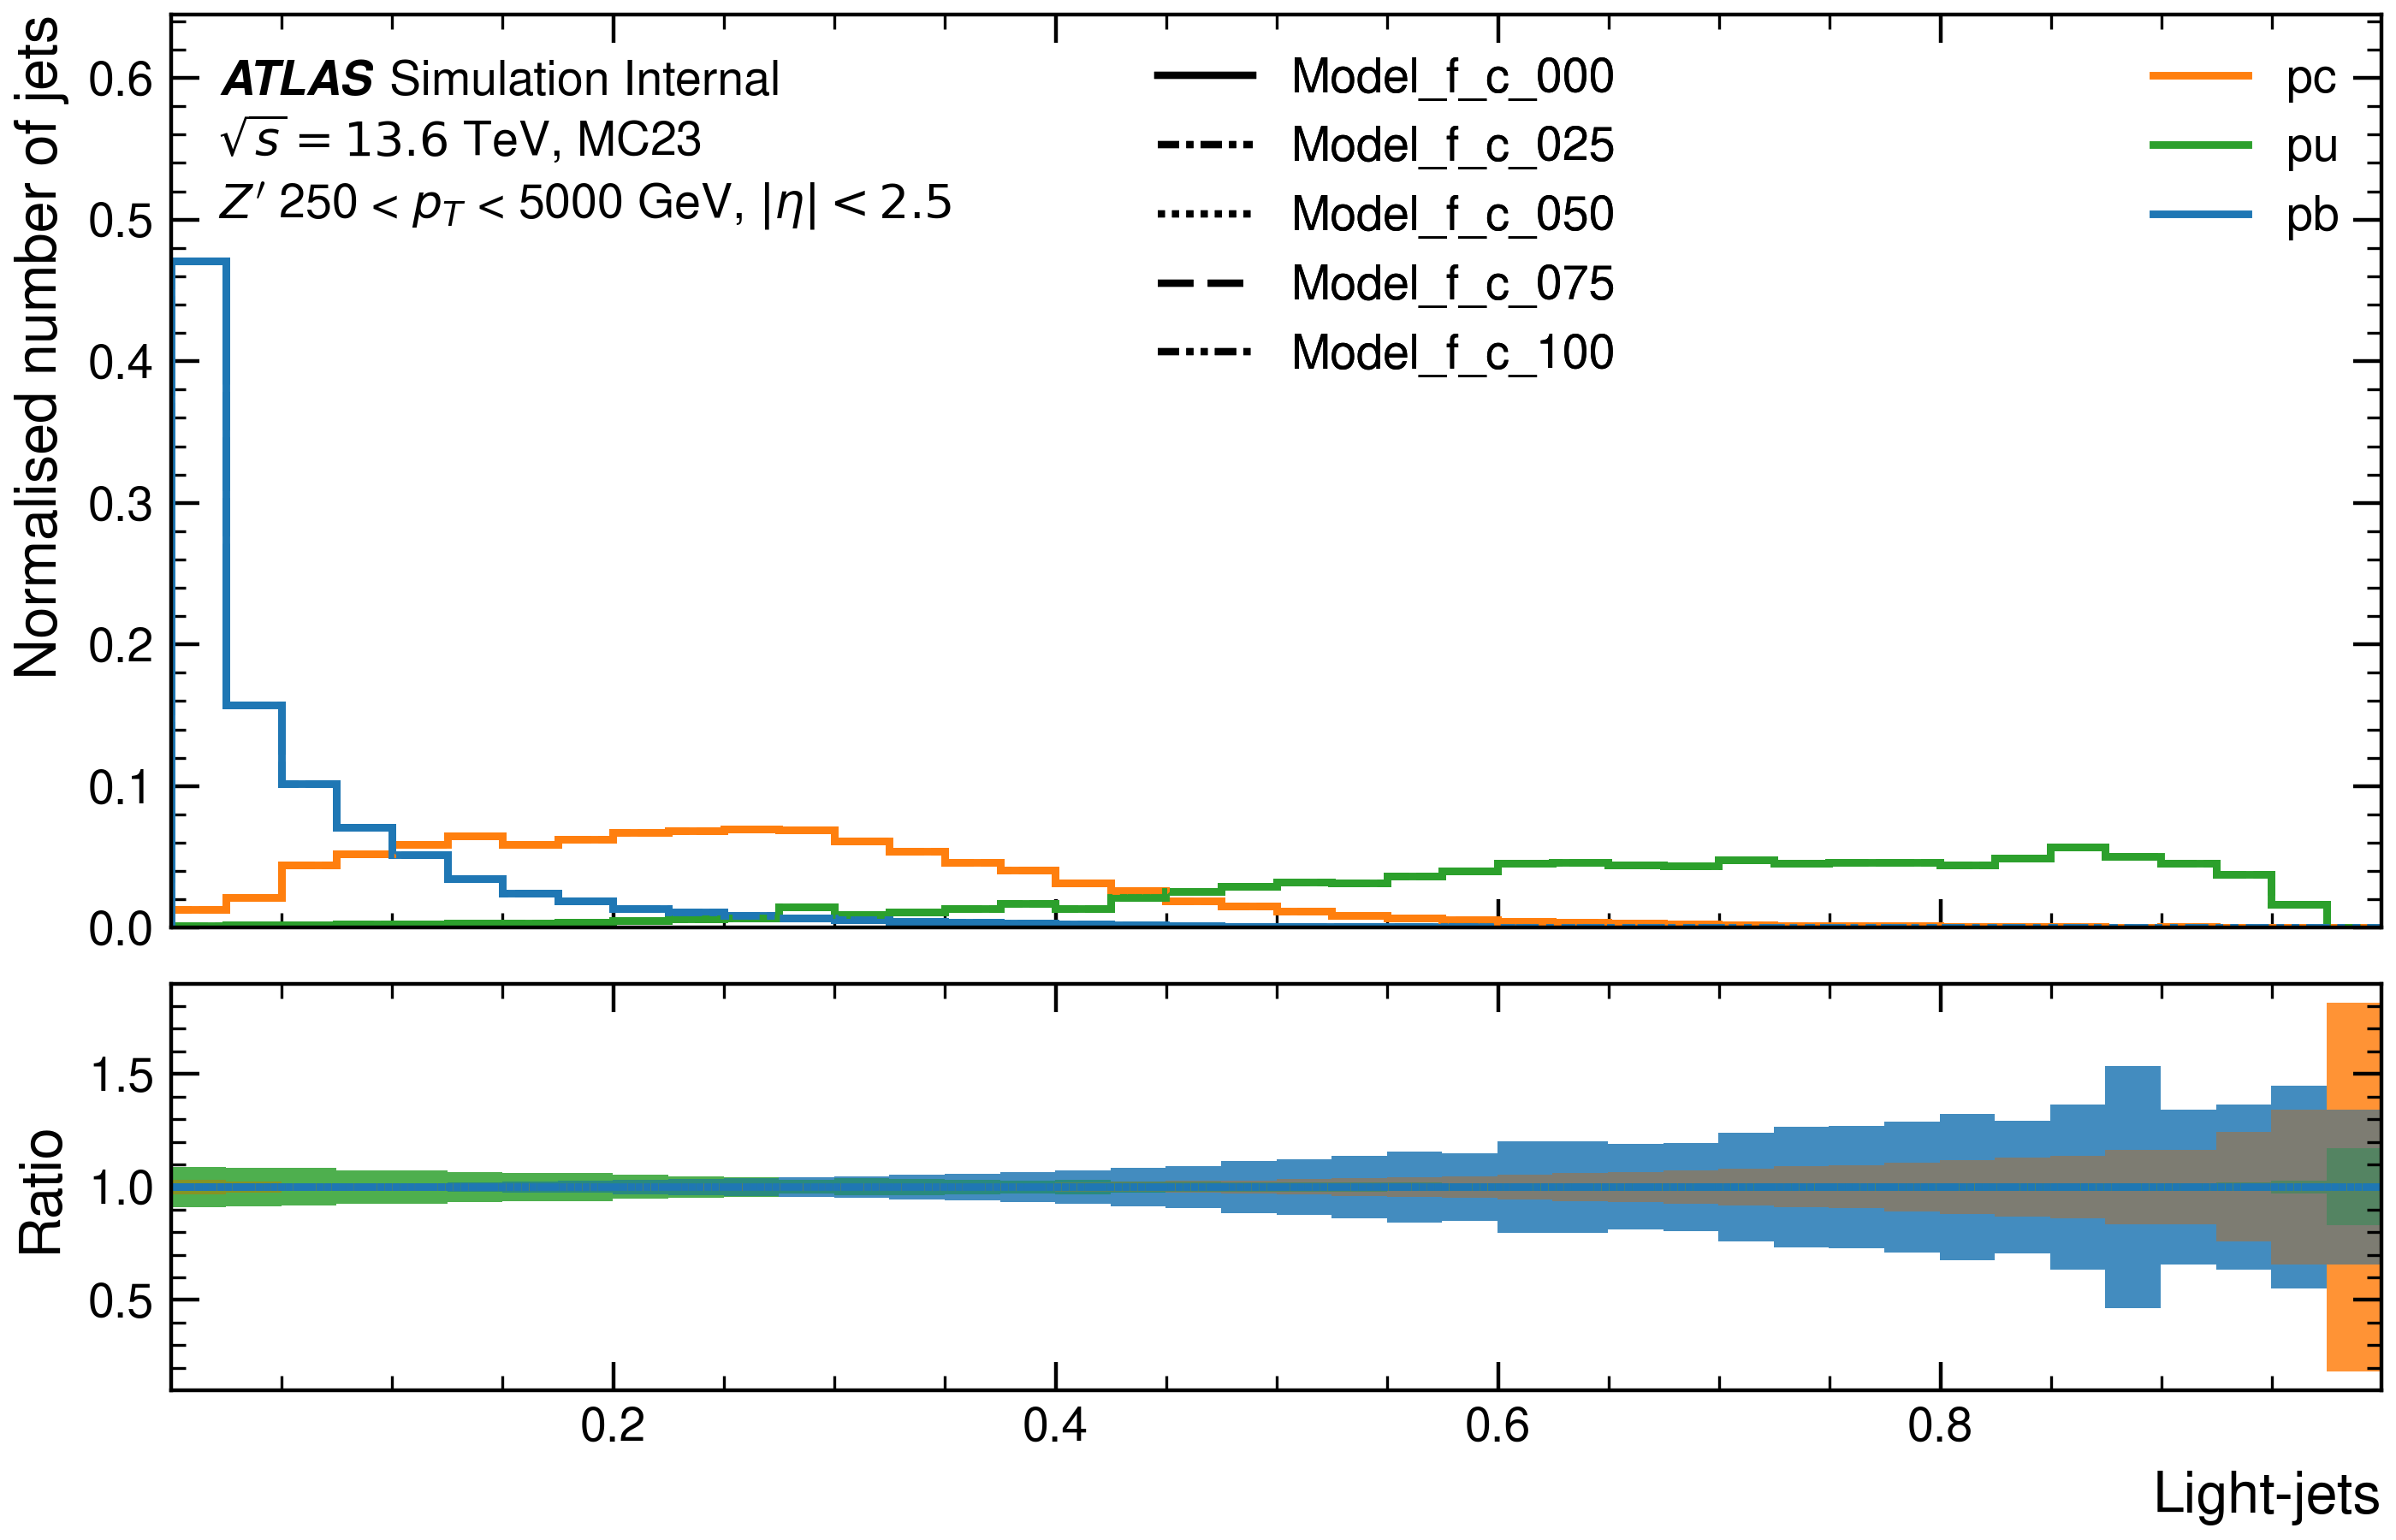 Normalised number of jets
0.6
0.5
0.4
0.3
0.2
0.1
0.0
ATLAS Simulation Internal
√s = 13.6 TeV, MC23
Z′ 250 < p_T < 5000 GeV, |η| < 2.5
Model_f_c_000
Model_f_c_025
Model_f_c_050
Model_f_c_075
Model_f_c_100
pc
pu
pb
Ratio
1.5
1.0
0.5
0.2 0.4 0.6 0.8
Light-jets